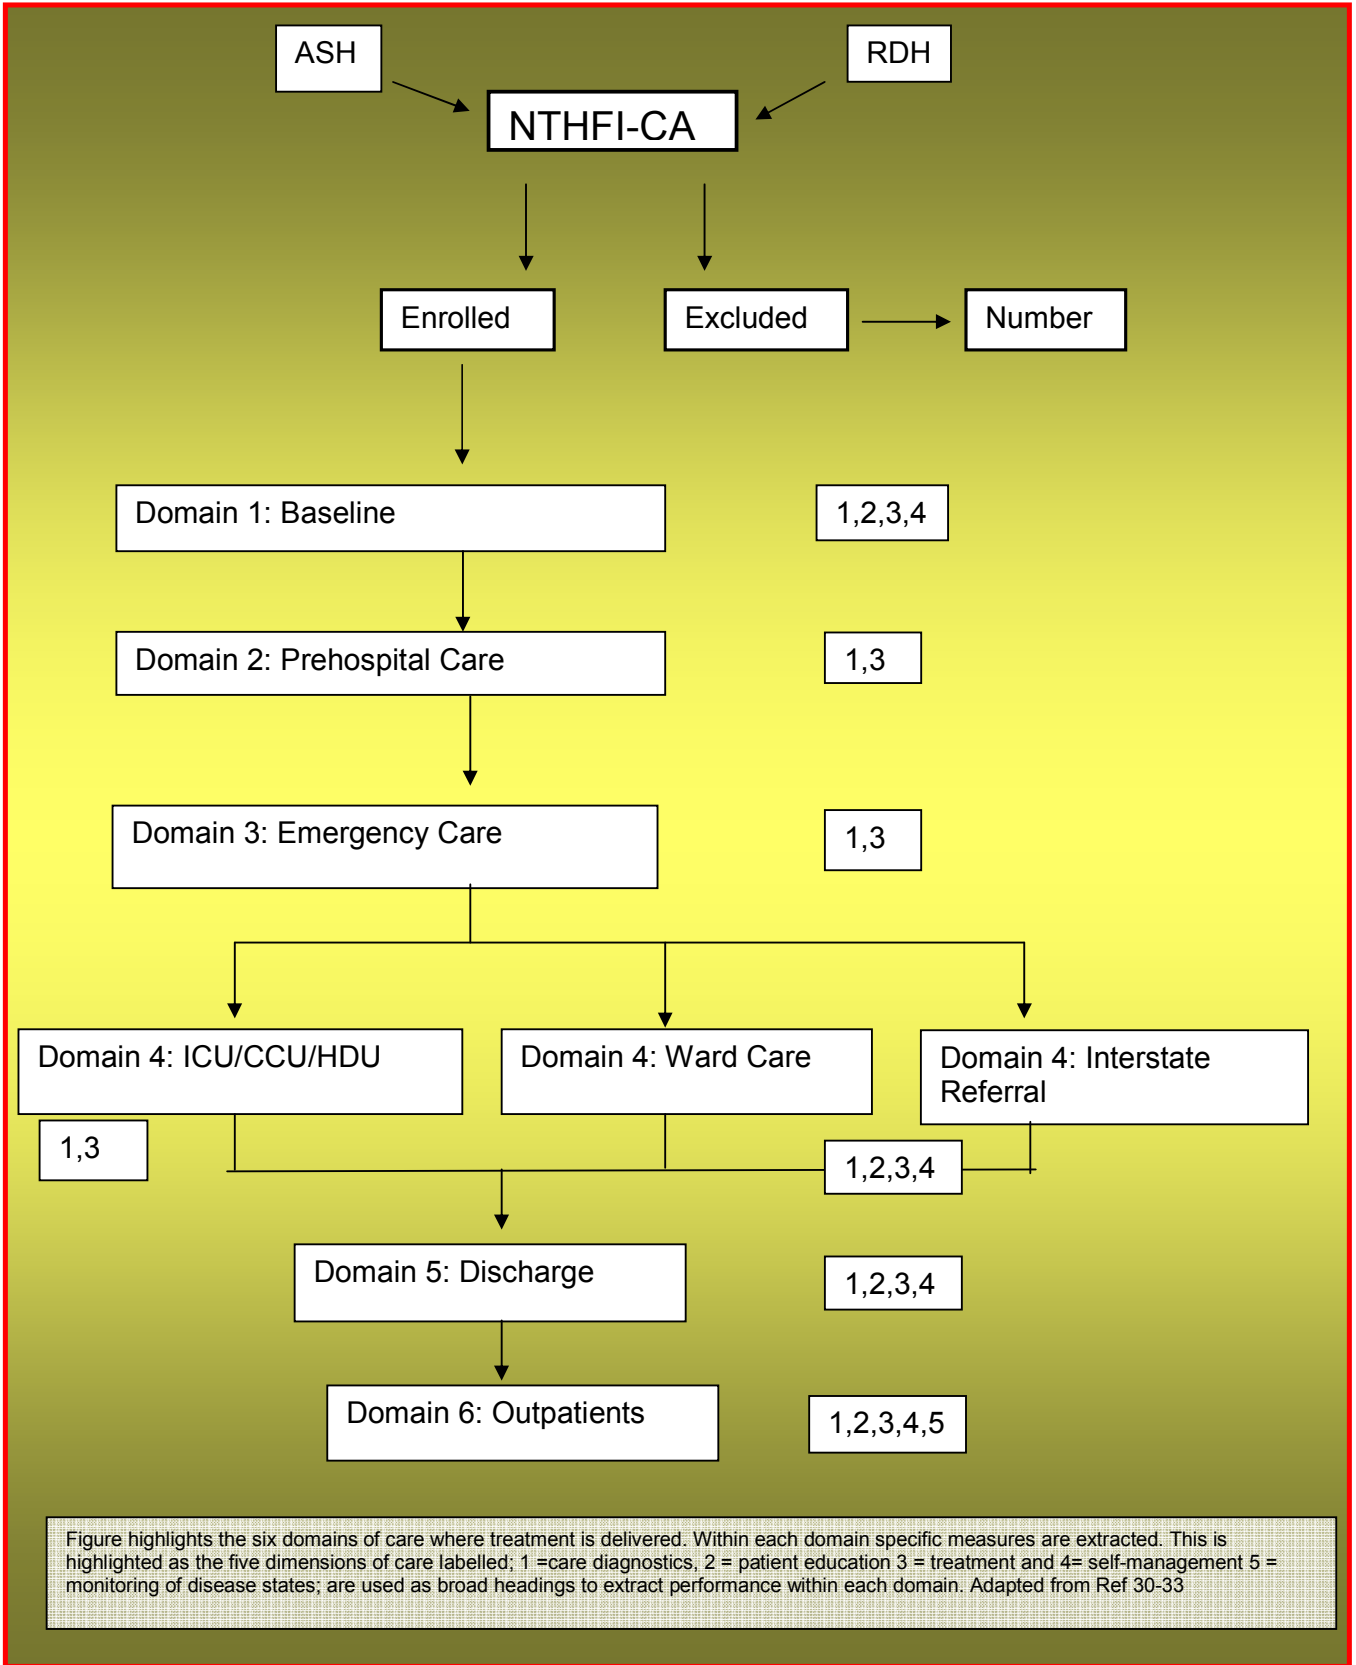 ASH
RDH
NTHFI-CA
Enrolled
Excluded
Number
Domain 1: Baseline
1,2,3,4
Domain 2: Prehospital Care
1,3
Domain 3: Emergency Care
1,3
Domain 4: ICU/CCU/HDU
Domain 4: Ward Care
Domain 4: Interstate
Referral
1,3
1,2,3,4
Domain 5: Discharge
1,2,3,4
Domain 6: Outpatients
1,2,3,4,5
Figure highlights the six domains of care where treatment is delivered. Within each domain specific measures are extracted. This is
highlighted as the five dimensions of care labelled; 1 =care diagnostics, 2 = patient education 3 = treatment and 4= self-management 5 =
monitoring of disease states; are used as broad headings to extract performance within each domain. Adapted from Ref 30-33